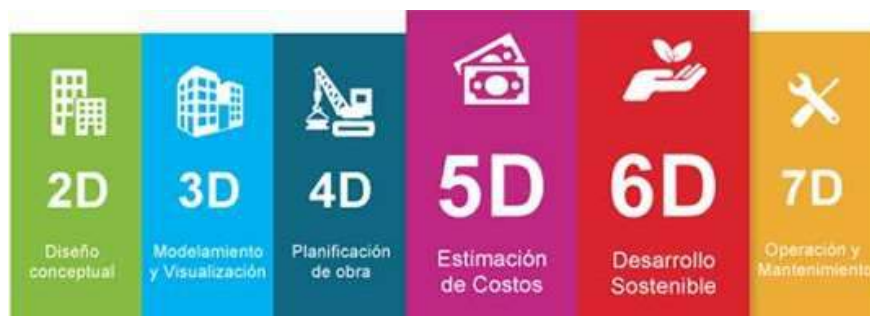 2D
Diseño
conceptual
3D
Modelamiento
y Visualización
4D
Planificación
de obra
5D
Estimación
de Costos
6D
Desarrollo
Sostenible
7D
Operación y
Mantenimiento